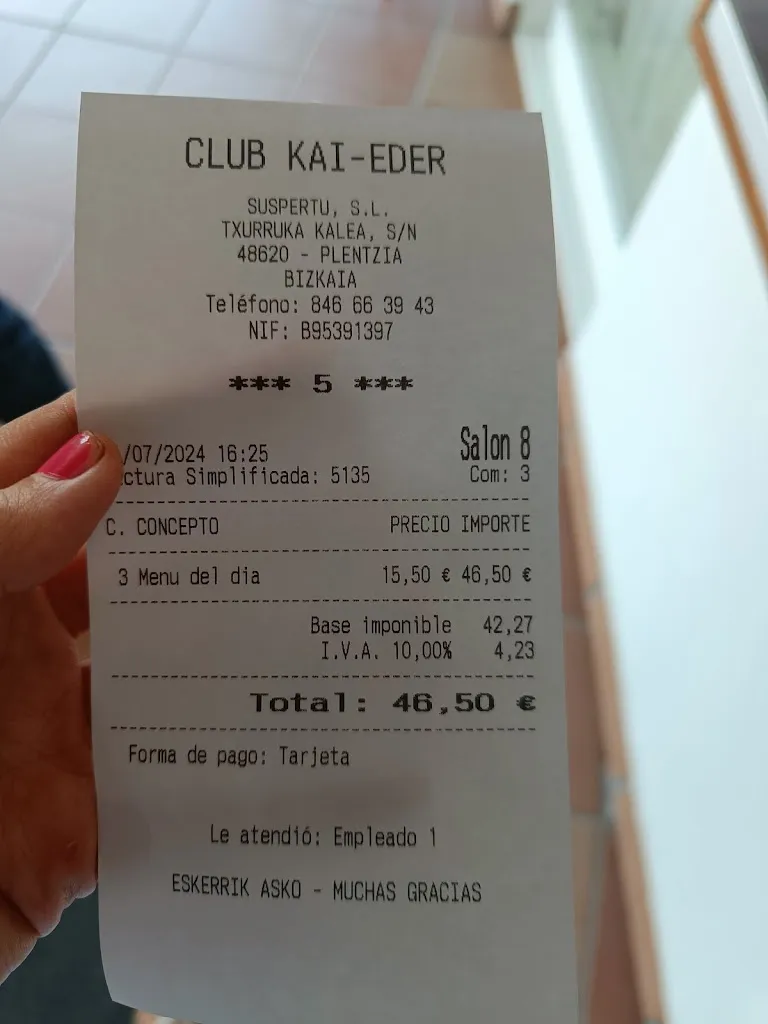 CLUB KAI-EDER
SUSPERTU, S.L.
TXURRUKA KALEA, S/N
48620 - PLENTZIA
BIZKAIA
Teléfono: 846 66 39 43
NIF: B95391397
*** 5 ***
/07/2024 16:25 Salon 8
ctura Simplificada: 5135 Com: 3
C. CONCEPTO PRECIO IMPORTE
3 Menu del dia 15,50 € 46,50 €
Base imponible 42,27
I.V.A. 10,00% 4,23
Total: 46,50 €
Forma de pago: Tarjeta
Le atendió: Empleado 1
ESKERRIK ASKO - MUCHAS GRACIAS